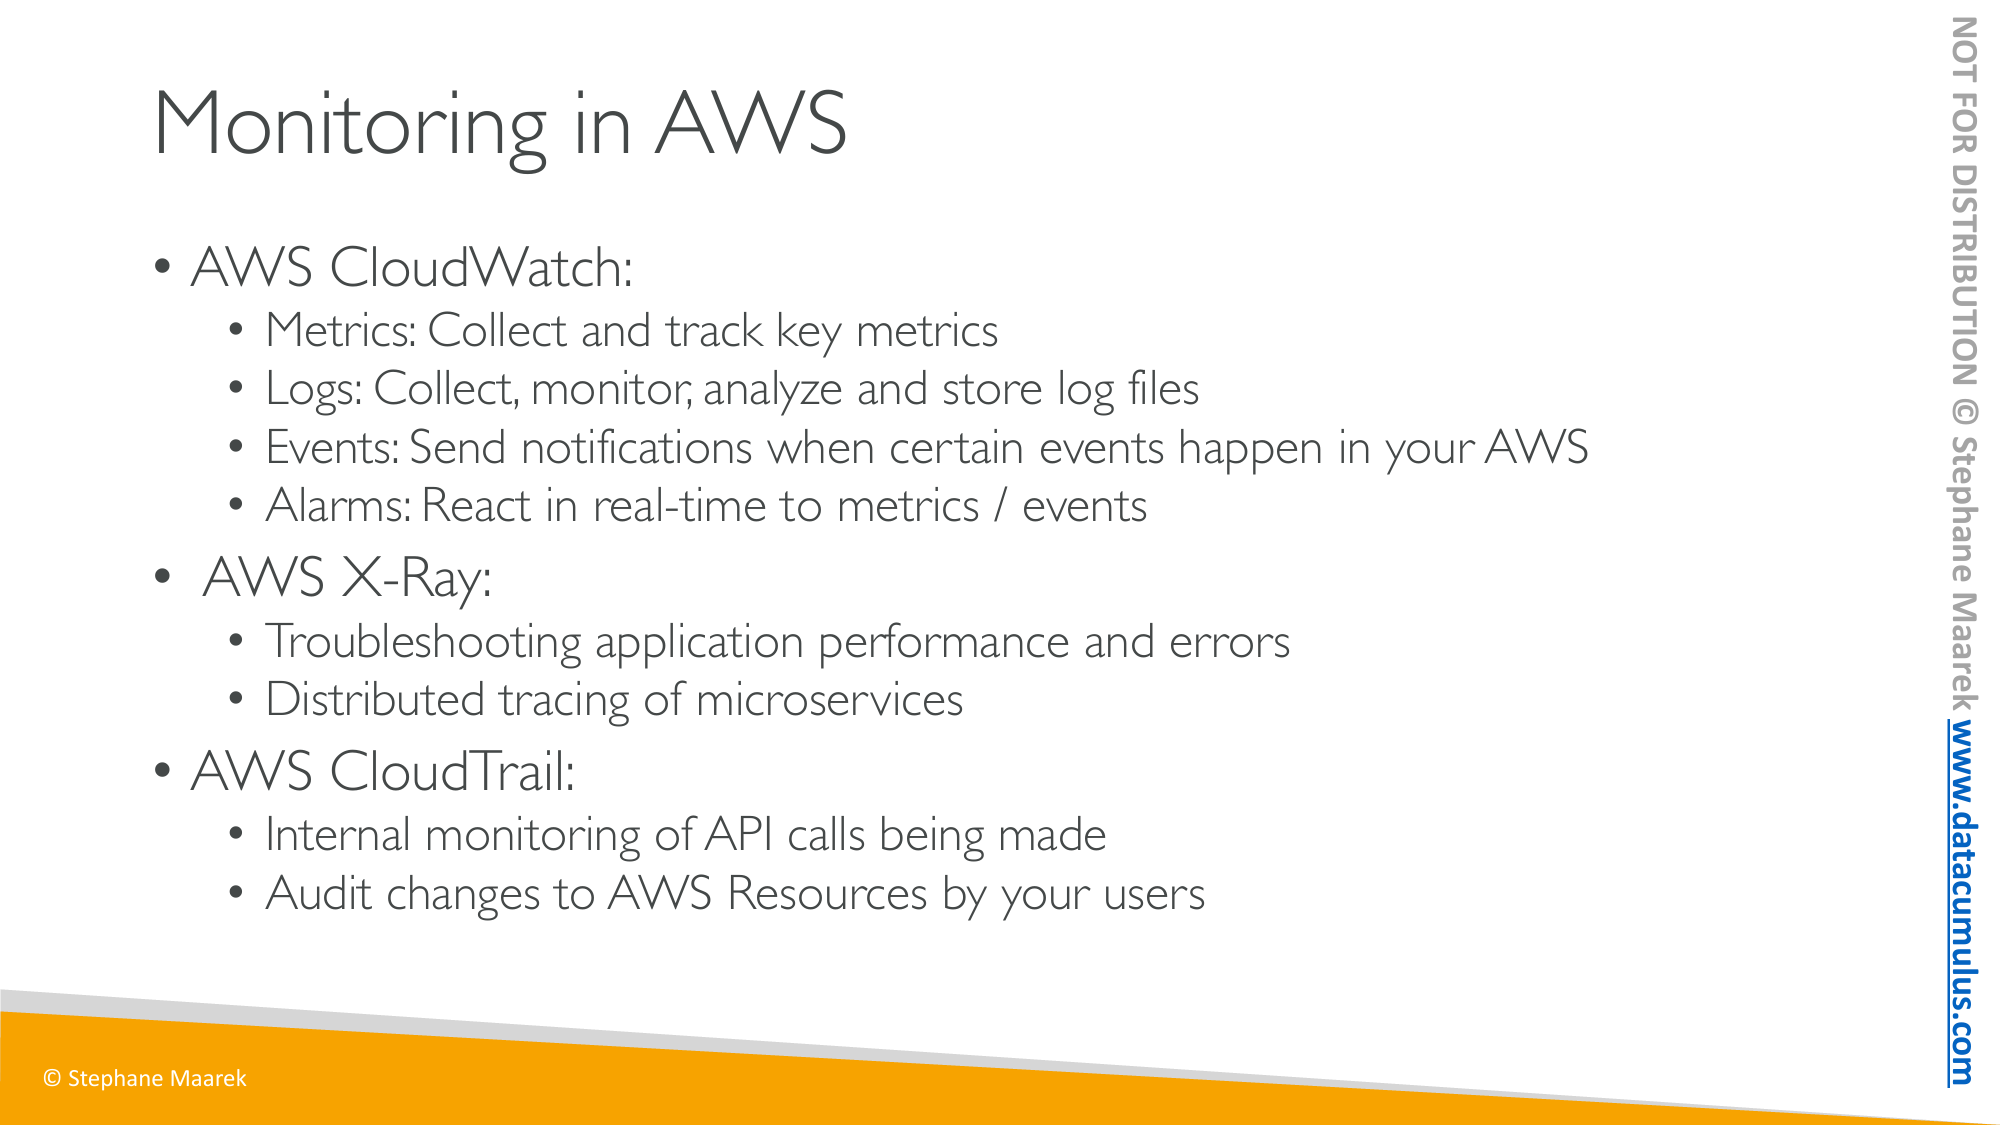 Monitoring in AWS
• AWS CloudWatch:
• Metrics: Collect and track key metrics
• Logs: Collect, monitor, analyze and store log files
• Events: Send notifications when certain events happen in your AWS
• Alarms: React in real-time to metrics / events
• AWS X-Ray:
• Troubleshooting application performance and errors
• Distributed tracing of microservices
• AWS CloudTrail:
• Internal monitoring of API calls being made
• Audit changes to AWS Resources by your users
© Stephane Maarek
NOT FOR DISTRIBUTION © Stephane Maarek www.datacumulus.com